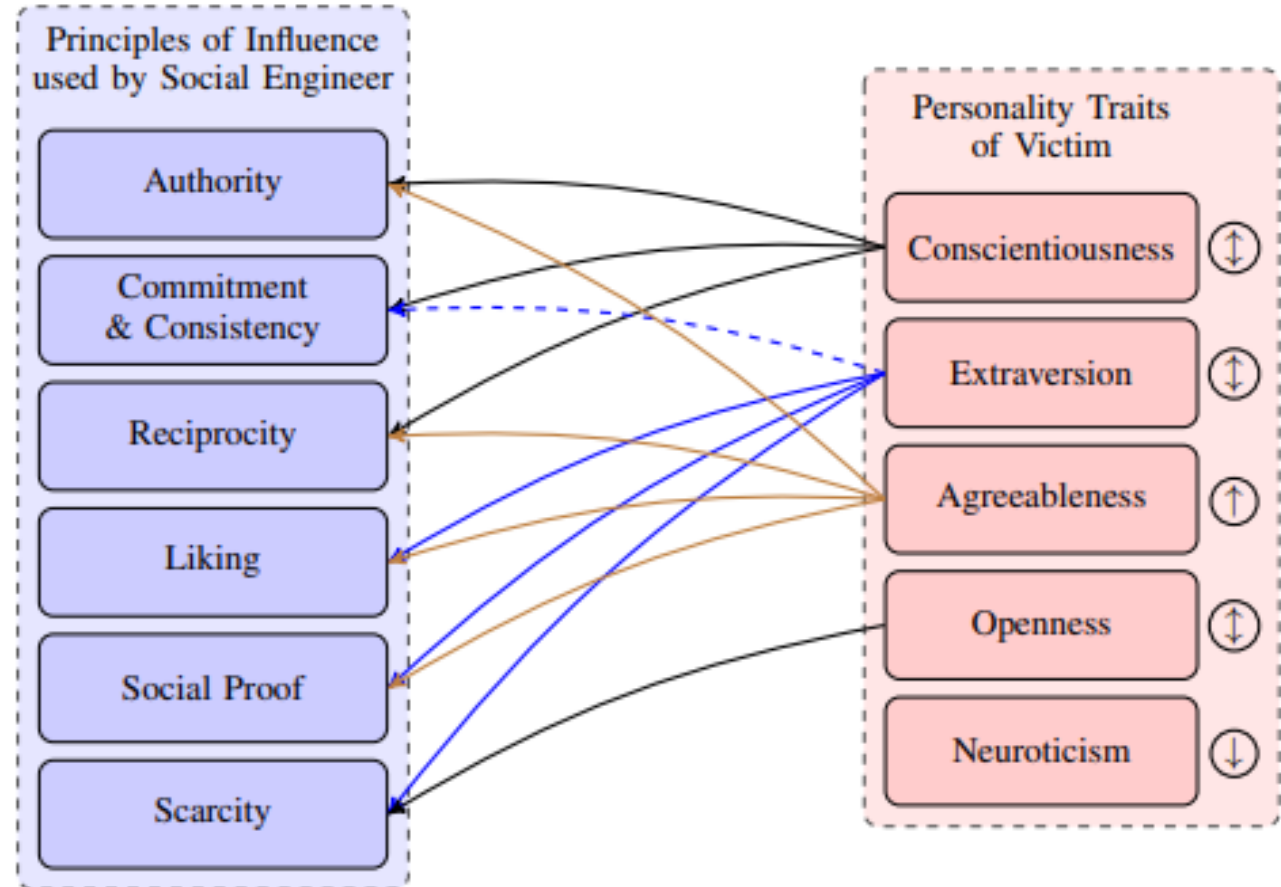 Principles of Influence
used by Social Engineer
Authority
Commitment
& Consistency
Reciprocity
Liking
Social Proof
Scarcity
Personality Traits
of Victim
Conscientiousness
↕
Extraversion
↕
Agreeableness
↑
Openness
↕
Neuroticism
↓